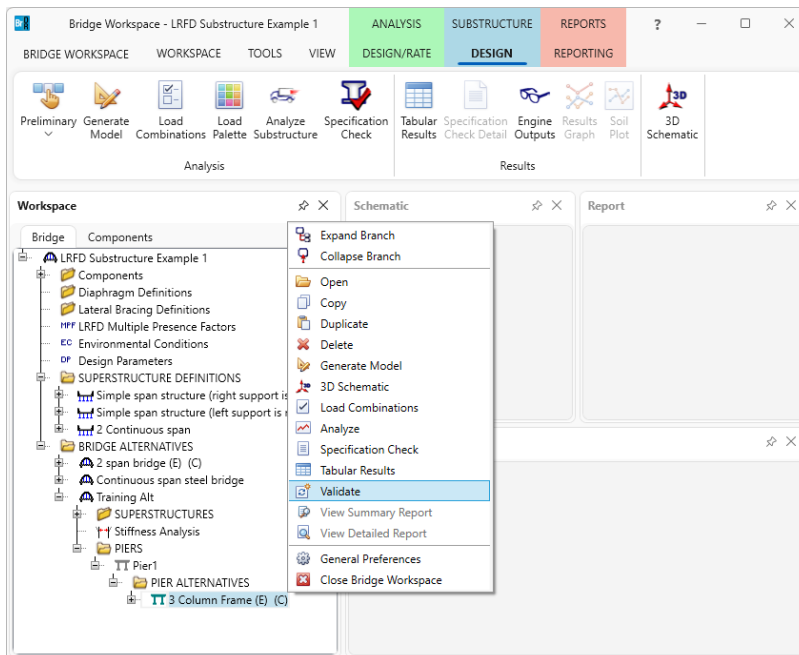 Br
Bridge Workspace - LRFD Substructure Example 1
ANALYSIS
SUBSTRUCTURE
REPORTS
?
BRIDGE WORKSPACE
WORKSPACE
TOOLS
VIEW
DESIGN/RATE
DESIGN
REPORTING
Preliminary
Generate
Model
Load
Combinations
Load
Palette
Analyze
Substructure
Specification
Check
Tabular
Results
Specification
Check Detail
Engine
Outputs
Results
Graph
Soil
Plot
3D
3D
Schematic
Analysis
Results
Workspace
Schematic
Report
Bridge
Components
LRFD Substructure Example 1
Components
Diaphragm Definitions
Lateral Bracing Definitions
MPF LRFD Multiple Presence Factors
EC Environmental Conditions
DP Design Parameters
SUPERSTRUCTURE DEFINITIONS
Simple span structure (right support is
Simple span structure (left support is
2 Continuous span
BRIDGE ALTERNATIVES
2 span bridge (E) (C)
Continuous span steel bridge
Training Alt
SUPERSTRUCTURES
Stiffness Analysis
PIERS
Pier1
PIER ALTERNATIVES
3 Column Frame (E) (C)
Expand Branch
Collapse Branch
Open
Copy
Duplicate
Delete
Generate Model
3D Schematic
Load Combinations
Analyze
Specification Check
Tabular Results
Validate
View Summary Report
View Detailed Report
General Preferences
Close Bridge Workspace